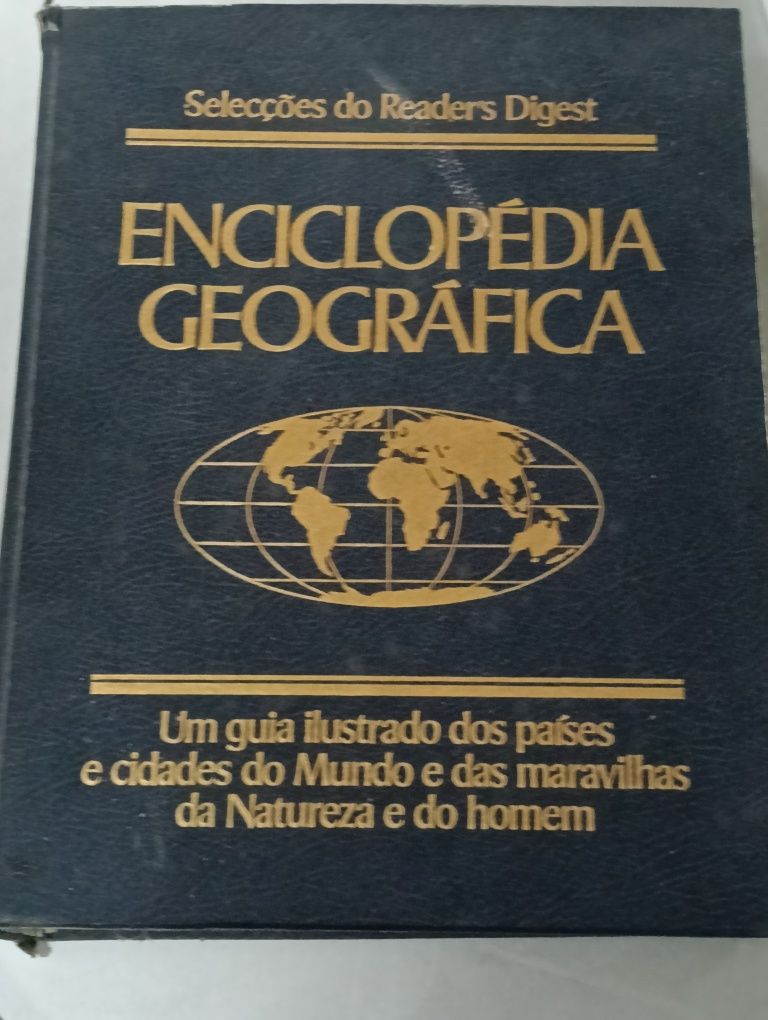 Selecções do Reader's Digest
ENCICLOPÉDIA
GEOGRÁFICA
Um guia ilustrado dos países
e cidades do Mundo e das maravilhas
da Natureza e do homem